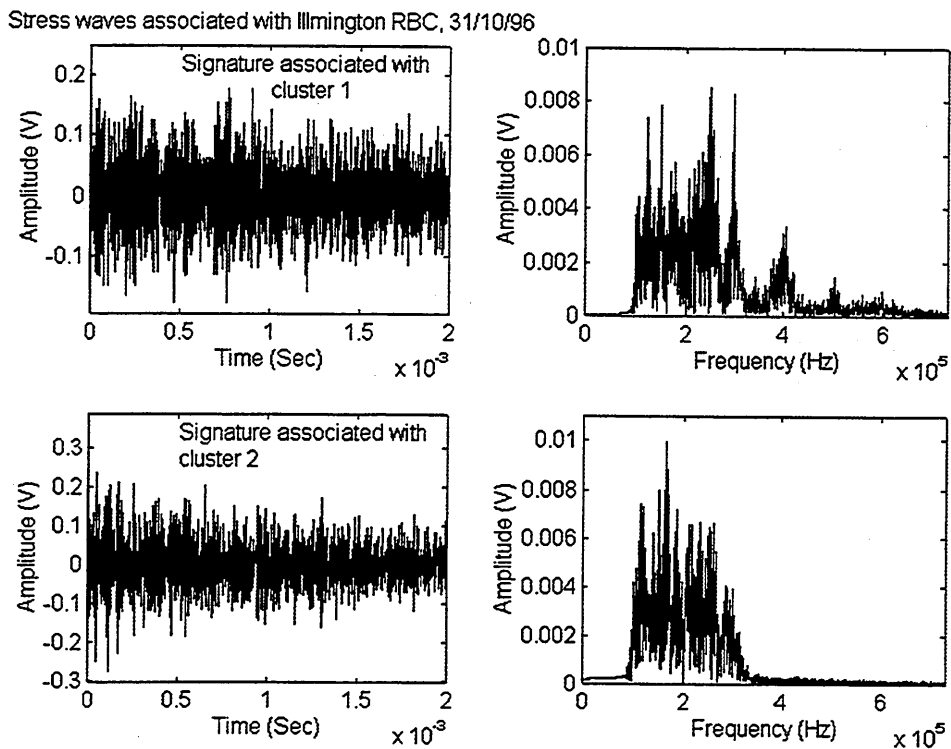 Stress waves associated with Illmington RBC, 31/10/96
Signature associated with
cluster 1
Amplitude (V)
0.2
0.1
0
-0.1
0
0.5
1
1.5
2
Time (Sec)
x 10-3
Amplitude (V)
0.01
0.008
0.006
0.004
0.002
0
0
2
4
6
Frequency (Hz)
x 105
Signature associated with
cluster 2
Amplitude (V)
0.3
0.2
0.1
0
-0.1
-0.2
-0.3
0
0.5
1
1.5
2
Time (Sec)
x 10-3
Amplitude (V)
0.01
0.008
0.006
0.004
0.002
0
0
2
4
6
Frequency (Hz)
x 105